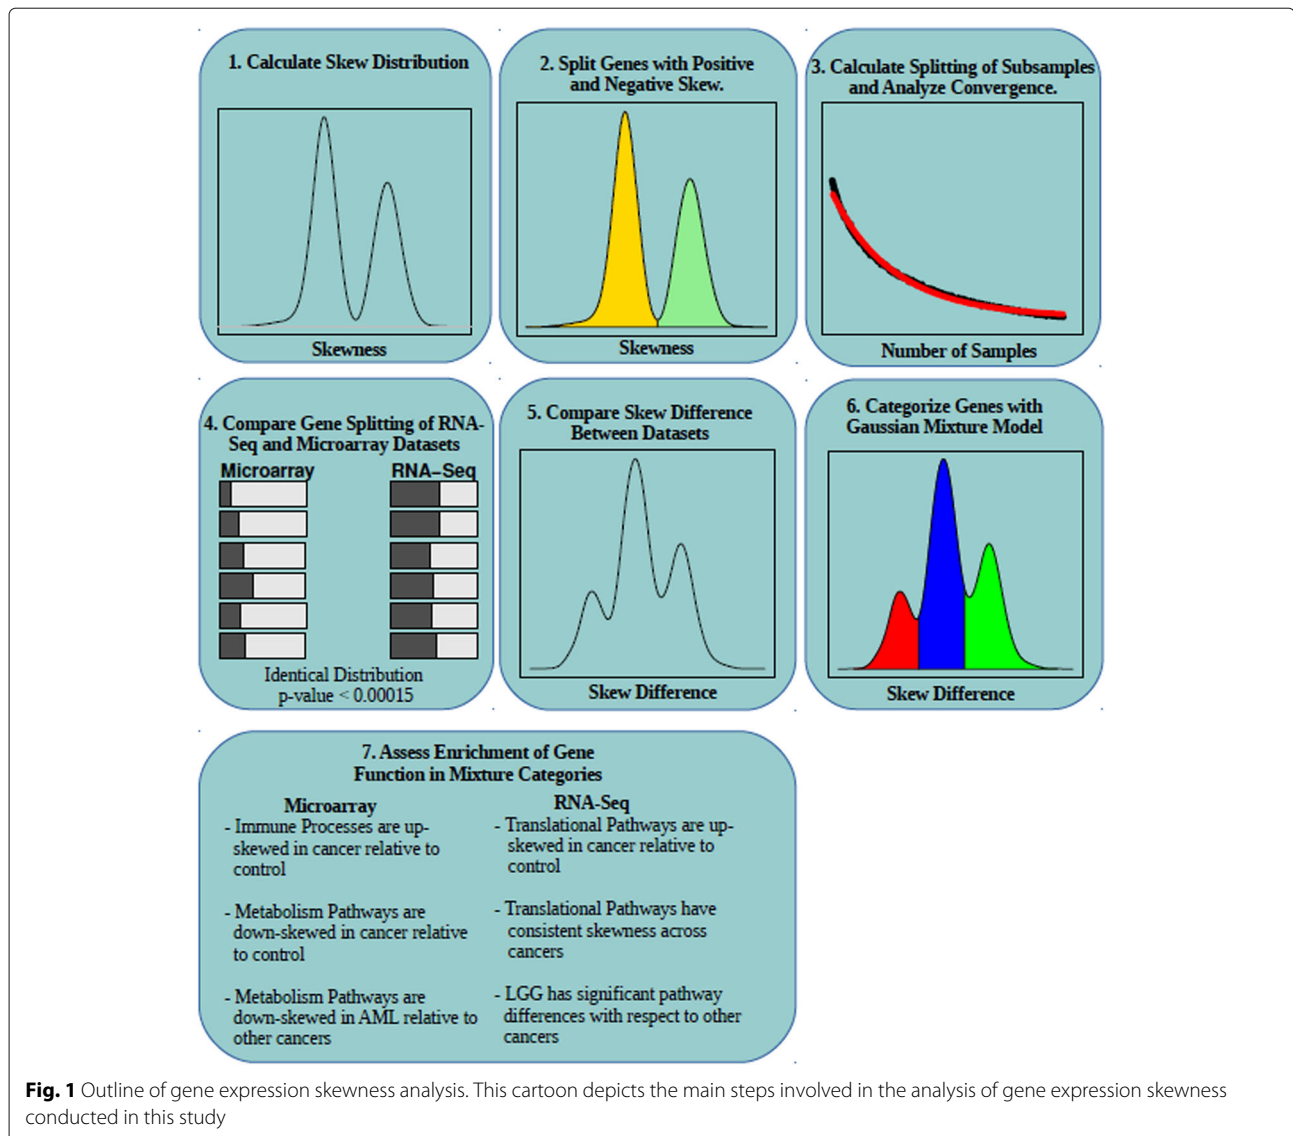 1. Calculate Skew Distribution
Skewness
2. Split Genes with Positive
and Negative Skew.
Skewness
3. Calculate Splitting of Subsamples
and Analyze Convergence.
Number of Samples
4. Compare Gene Splitting of RNA-
Seq and Microarray Datasets
Microarray
RNA–Seq
Identical Distribution
p-value < 0.00015
5. Compare Skew Difference
Between Datasets
Skew Difference
6. Categorize Genes with
Gaussian Mixture Model
Skew Difference
7. Assess Enrichment of Gene
Function in Mixture Categories
Microarray
- Immune Processes are up-
skewed in cancer relative to
control
- Metabolism Pathways are
down-skewed in cancer relative
to control
- Metabolism Pathways are
down-skewed in AML relative to
other cancers
RNA-Seq
- Translational Pathways are up-
skewed in cancer relative to
control
- Translational Pathways have
consistent skewness across
cancers
- LGG has significant pathway
differences with respect to other
cancers
Fig. 1 Outline of gene expression skewness analysis. This cartoon depicts the main steps involved in the analysis of gene expression skewness
conducted in this study